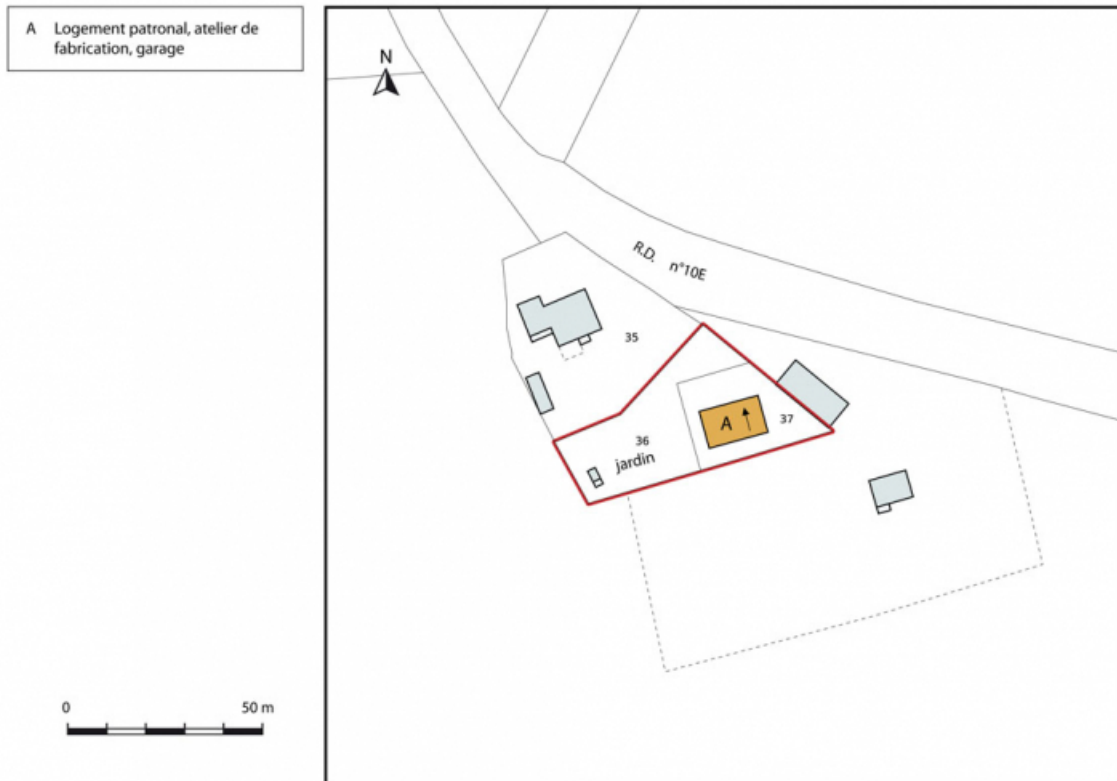 A Logement patronal, atelier de
fabrication, garage
N
R.D. n°10E
35
A
37
36
jardin
0 50 m